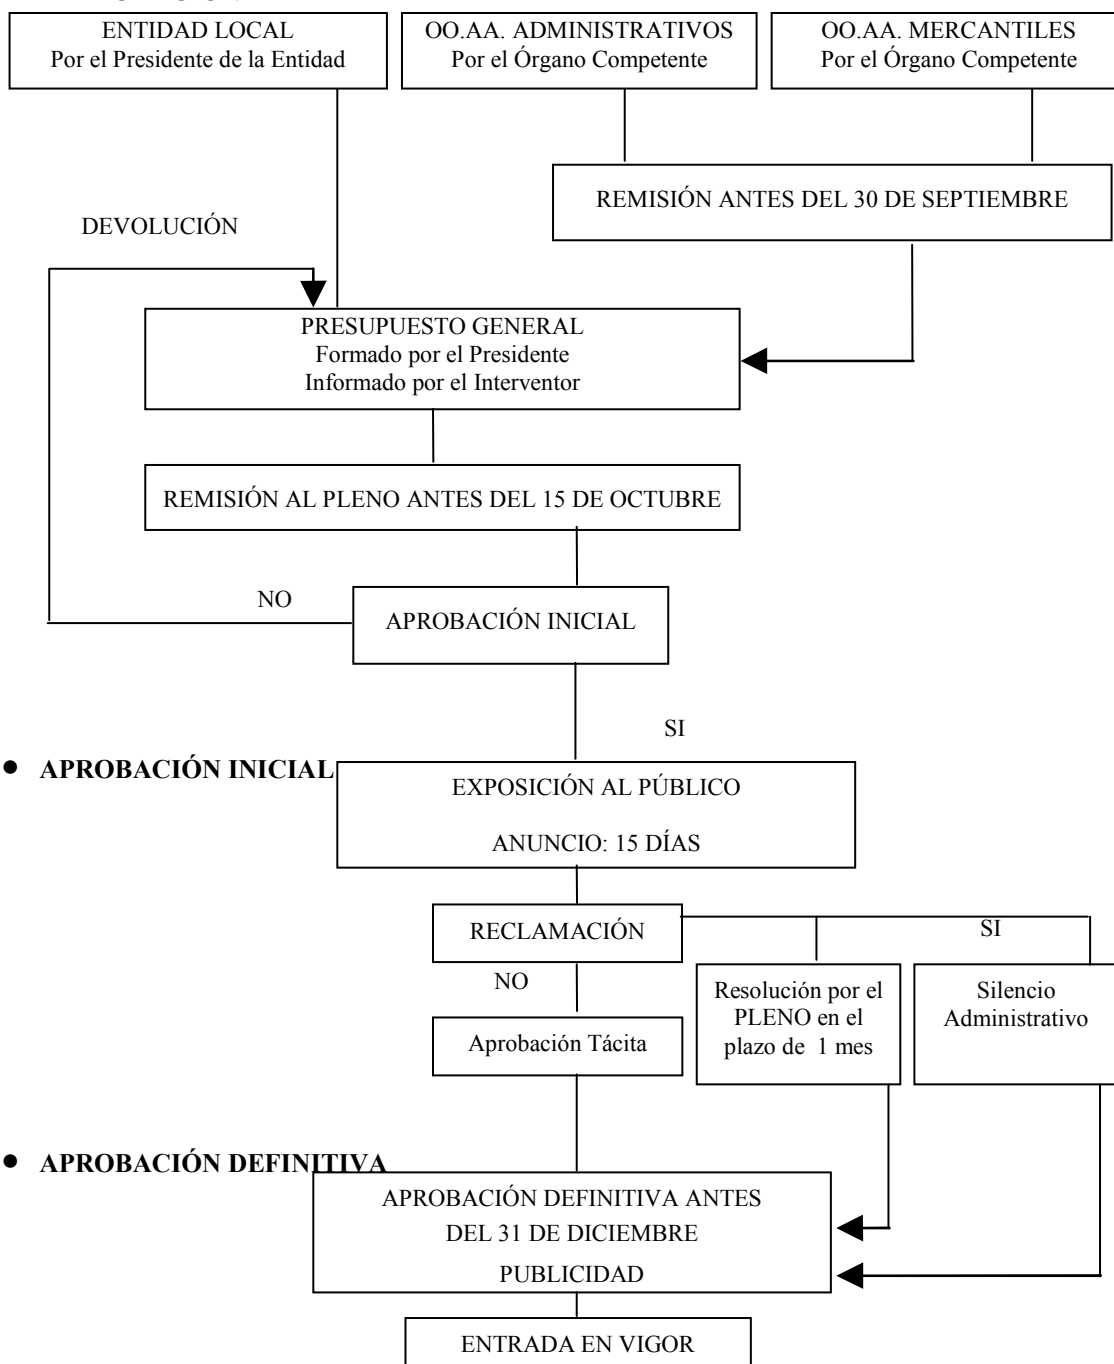 ENTIDAD LOCAL
Por el Presidente de la Entidad
OO.AA. ADMINISTRATIVOS
Por el Órgano Competente
OO.AA. MERCANTILES
Por el Órgano Competente
REMISIÓN ANTES DEL 30 DE SEPTIEMBRE
DEVOLUCIÓN
PRESUPUESTO GENERAL
Formado por el Presidente
Informado por el Interventor
REMISIÓN AL PLENO ANTES DEL 15 DE OCTUBRE
NO
APROBACIÓN INICIAL
SI
• APROBACIÓN INICIAL
EXPOSICIÓN AL PÚBLICO
ANUNCIO: 15 DÍAS
RECLAMACIÓN
SI
NO
Resolución por el
PLENO en el
plazo de 1 mes
Silencio
Administrativo
Aprobación Tácita
• APROBACIÓN DEFINITIVA
APROBACIÓN DEFINITIVA ANTES
DEL 31 DE DICIEMBRE
PUBLICIDAD
ENTRADA EN VIGOR